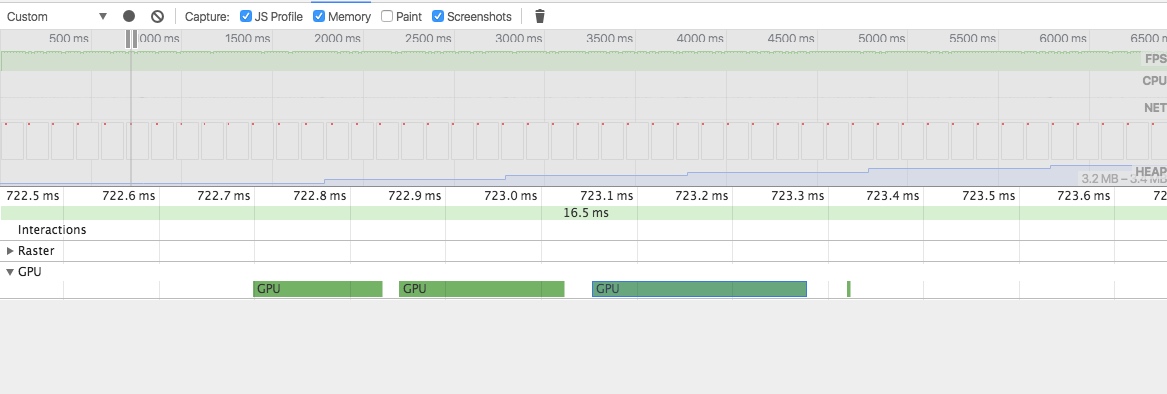 Custom Capture: JS Profile Memory Paint Screenshots
500 ms 000 ms 1500 ms 2000 ms 2500 ms 3000 ms 3500 ms 4000 ms 4500 ms 5000 ms 5500 ms 6000 ms 6500 m
FPS
CPU
NET
HEAP
3.2 MB – 3.4 MB
722.5 ms 722.6 ms 722.7 ms 722.8 ms 722.9 ms 723.0 ms 723.1 ms 723.2 ms 723.3 ms 723.4 ms 723.5 ms 723.6 ms 72
16.5 ms
Interactions
Raster
GPU
GPU GPU GPU